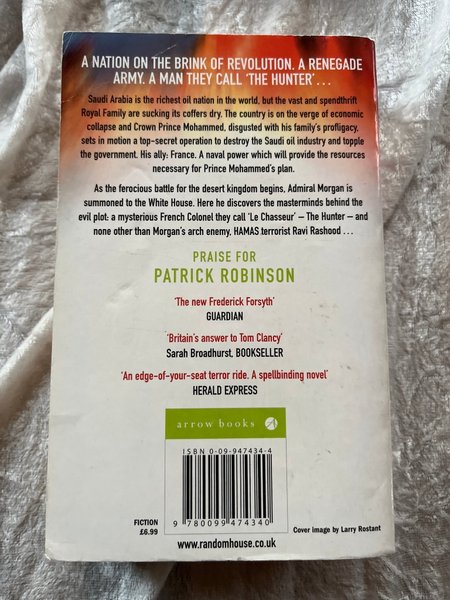 A NATION ON THE BRINK OF REVOLUTION. A RENEGADE
ARMY. A MAN THEY CALL 'THE HUNTER' . . .
Saudi Arabia is the richest oil nation in the world, but the vast and spendthrift
Royal Family are sucking its coffers dry. The country is on the verge of economic
collapse and Crown Prince Mohammed, disgusted with his family's profligacy,
sets in motion a top-secret operation to destroy the Saudi oil industry and topple
the government. His ally: France. A naval power which will provide the resources
necessary for Prince Mohammed's plan.
As the ferocious battle for the desert kingdom begins, Admiral Morgan is
summoned to the White House. Here he discovers the masterminds behind the
evil plot: a mysterious French Colonel they call 'Le Chasseur' – The Hunter – and
none other than Morgan's arch enemy, HAMAS terrorist Ravi Rashood . . .
PRAISE FOR
PATRICK ROBINSON
'The new Frederick Forsyth'
GUARDIAN
'Britain's answer to Tom Clancy'
Sarah Broadhurst, BOOKSELLER
'An edge-of-your-seat terror ride. A spellbinding novel'
HERALD EXPRESS
arrow books
ISBN 0-09-947434-4
9 780099 474340
FICTION
£6.99
Cover image by Larry Rostant
www.randomhouse.co.uk